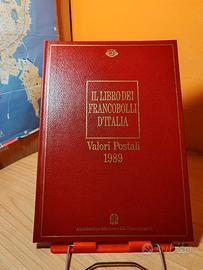 IL LIBRO DEI
FRANCOBOLLI
D'ITALIA
Valori Postali
1989